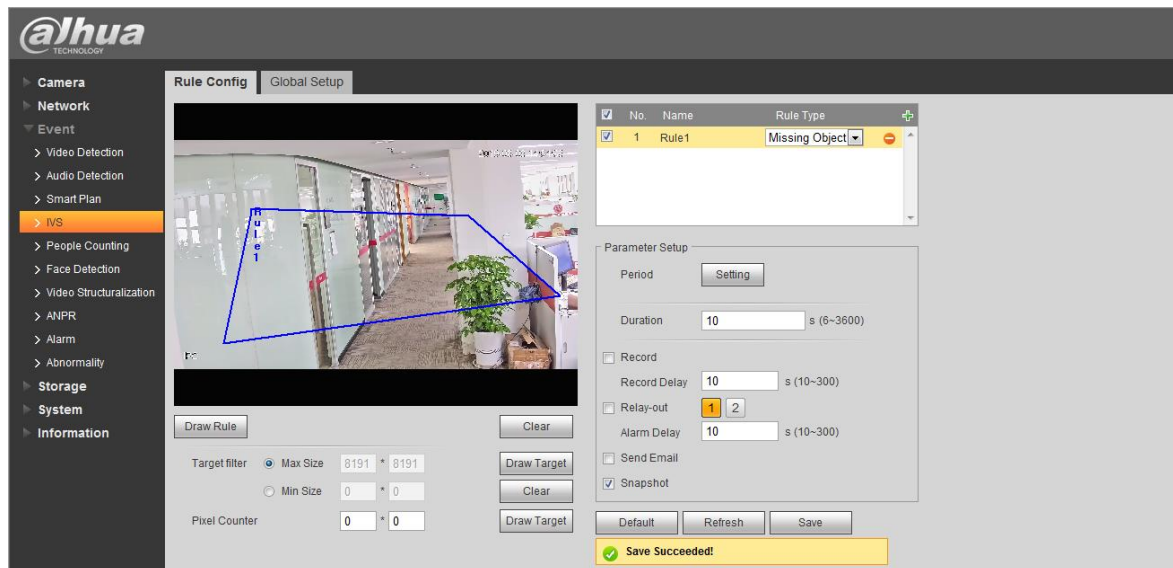 alhua
TECHNOLOGY
Camera
Network
Event
Video Detection
Audio Detection
Smart Plan
IVS
People Counting
Face Detection
Video Structuralization
ANPR
Alarm
Abnormality
Storage
System
Information
Rule Config Global Setup
Rule1
Draw Rule Clear
Target filter Max Size 8191 * 8191 Draw Target
Min Size 0 * 0 Clear
Pixel Counter 0 * 0 Draw Target
No. Name Rule Type
1 Rule1 Missing Object
Parameter Setup
Period Setting
Duration 10 s (6~3600)
Record
Record Delay 10 s (10~300)
Relay-out 1 2
Alarm Delay 10 s (10~300)
Send Email
Snapshot
Default Refresh Save
Save Succeeded!